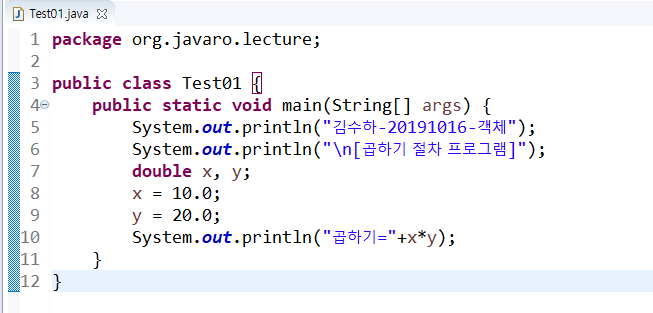 Test01.java
1 package org.javaro.lecture;
2
3 public class Test01 {
4 public static void main(String[] args) {
5 System.out.println("김수하-20191016-객체");
6 System.out.println("\n[곱하기 절차 프로그램]");
7 double x, y;
8 x = 10.0;
9 y = 20.0;
10 System.out.println("곱하기="+x*y);
11 }
12 }